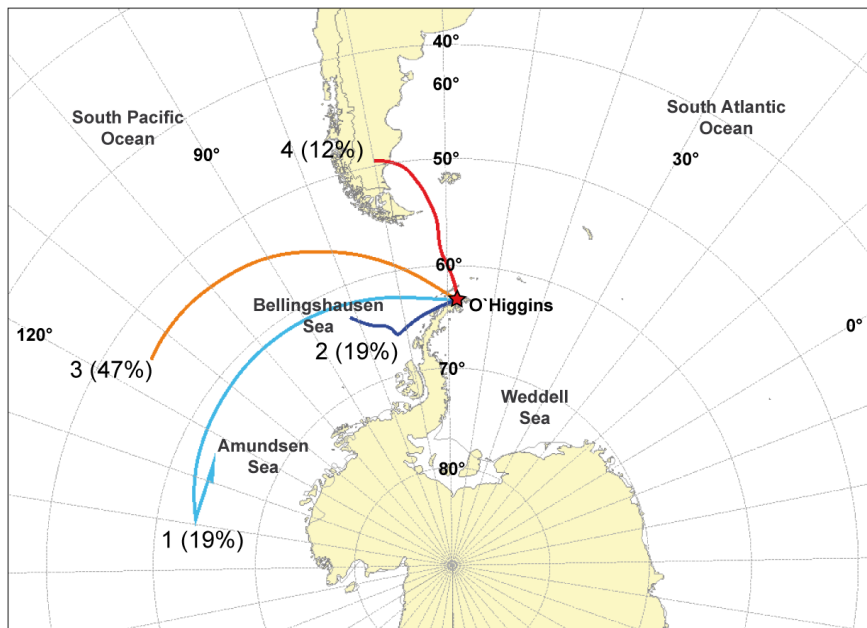 40°
60°
South Pacific
Ocean
South Atlantic
Ocean
90°
4 (12%)
50°
30°
60°
Bellingshausen
Sea
O`Higgins
120°
0°
2 (19%)
3 (47%)
70°
Weddell
Sea
Amundsen
Sea
80°
1 (19%)